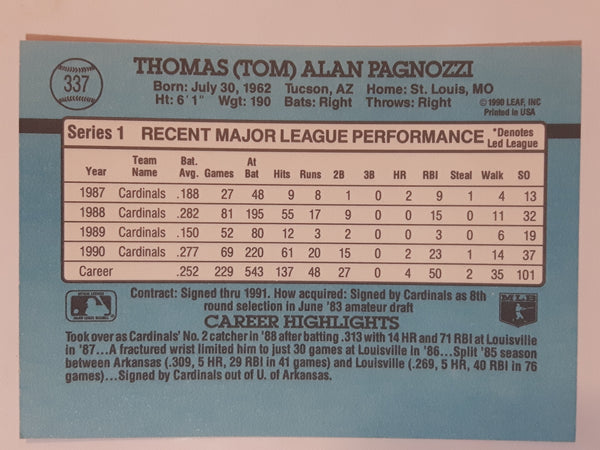 337
THOMAS (TOM) ALAN PAGNOZZI
Born: July 30, 1962 Tucson, AZ Home: St. Louis, MO
Ht: 6'1" Wgt: 190 Bats: Right Throws: Right
© 1990 LEAF, INC
Printed in USA
Series 1 RECENT MAJOR LEAGUE PERFORMANCE *Denotes Led League
Year Team Name Bat. Avg. Games At Bat Hits Runs 2B 3B HR RBI Steal Walk SO
1987 Cardinals .188 27 48 9 8 1 0 2 9 1 4 13
1988 Cardinals .282 81 195 55 17 9 0 0 15 0 11 32
1989 Cardinals .150 52 80 12 3 2 0 0 3 0 6 19
1990 Cardinals .277 69 220 61 20 15 0 2 23 1 14 37
Career .252 229 543 137 48 27 0 4 50 2 35 101
Contract: Signed thru 1991. How acquired: Signed by Cardinals as 8th
round selection in June '83 amateur draft
CAREER HIGHLIGHTS
Took over as Cardinals' No. 2 catcher in '88 after batting .313 with 14 HR and 71 RBI at Louisville
in '87...A fractured wrist limited him to just 30 games at Louisville in '86...Split '85 season
between Arkansas (.309, 5 HR, 29 RBI in 41 games) and Louisville (.269, 5 HR, 40 RBI in 76
games)...Signed by Cardinals out of U. of Arkansas.
MLB